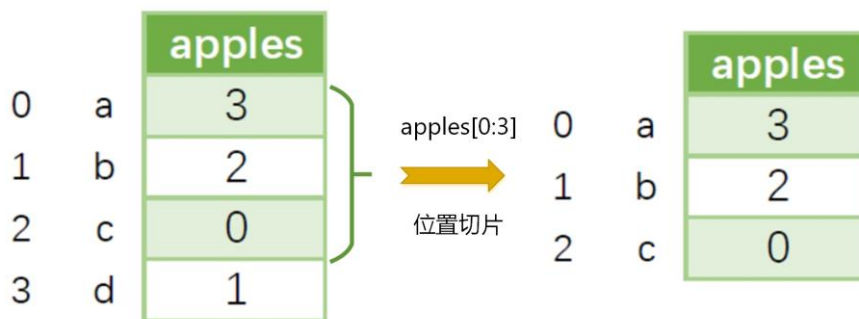 apples
0 a 3
1 b 2
2 c 0
3 d 1
apples[0:3]
位置切片
apples
0 a 3
1 b 2
2 c 0